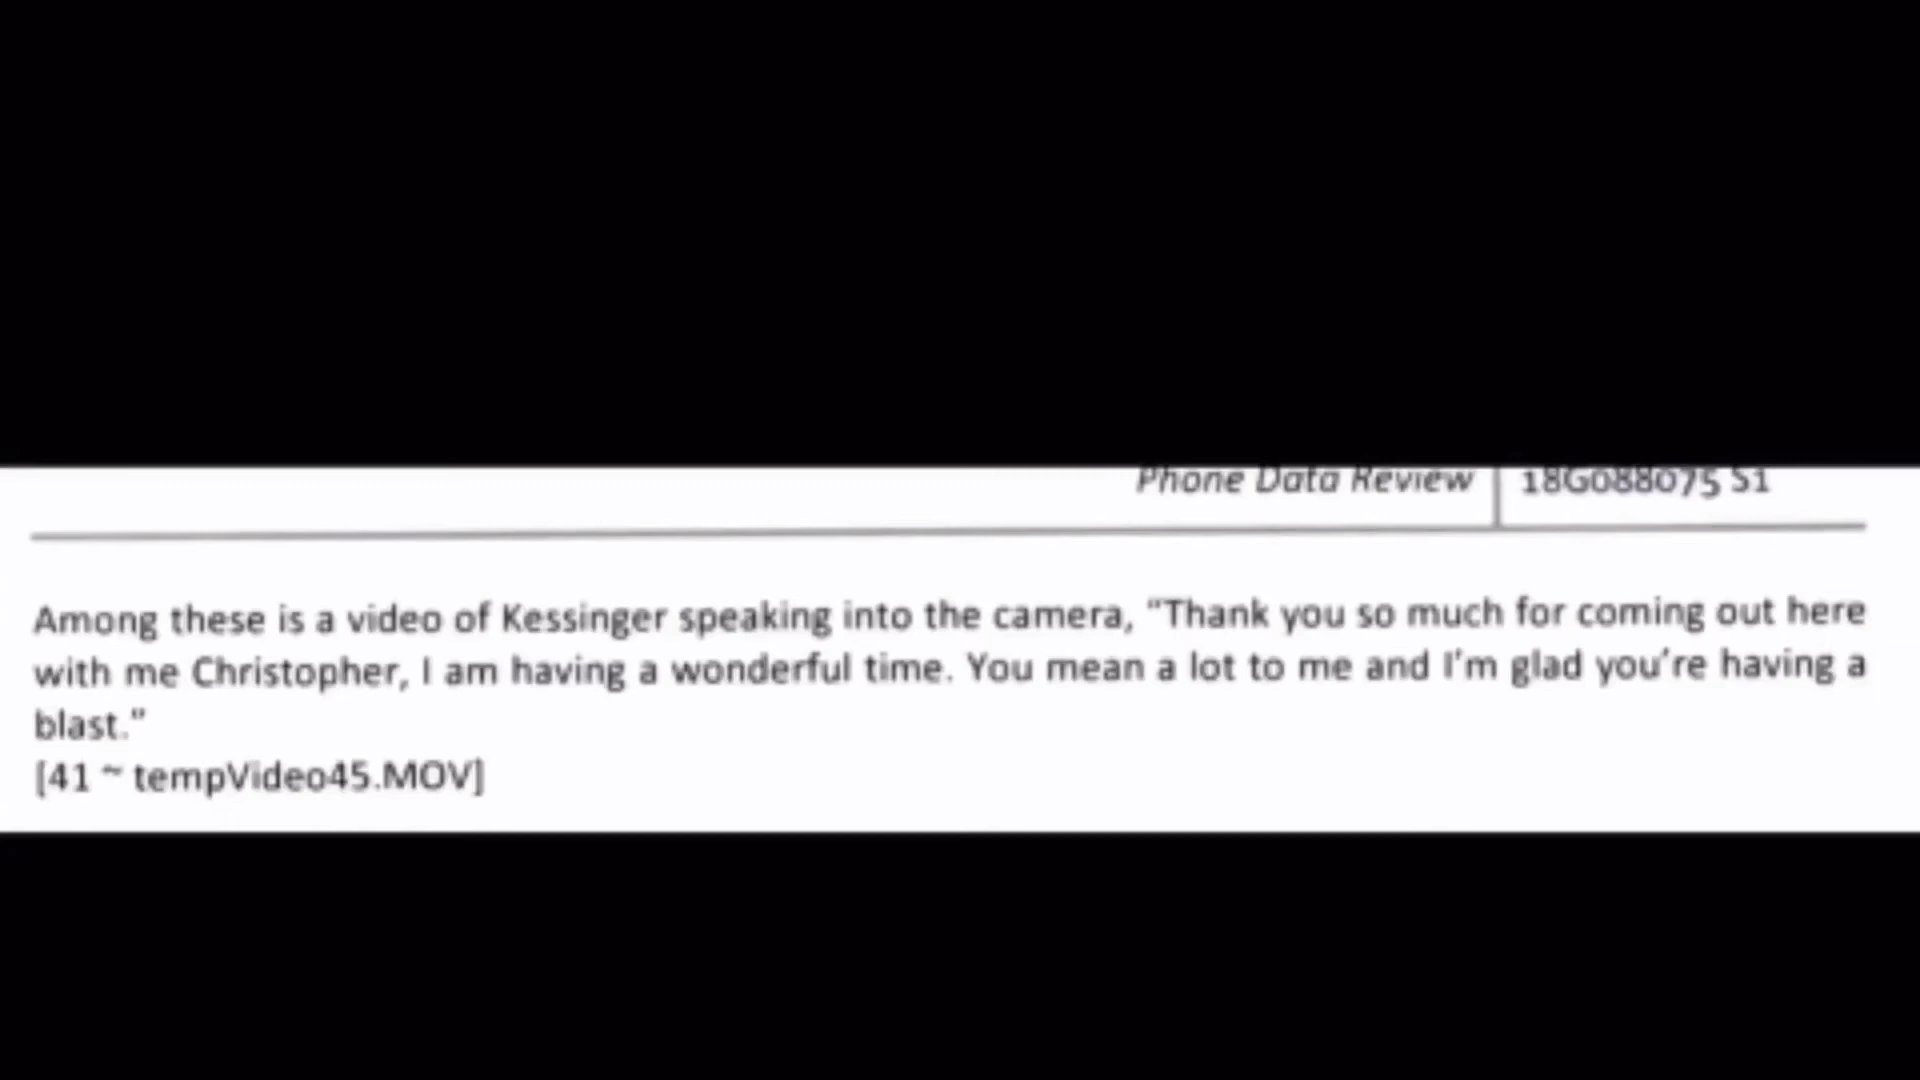 Phone Data Review | 18G088075 S1
Among these is a video of Kessinger speaking into the camera, “Thank you so much for coming out here
with me Christopher, I am having a wonderful time. You mean a lot to me and I’m glad you’re having a
blast.”
[41 ~ tempVideo45.MOV]